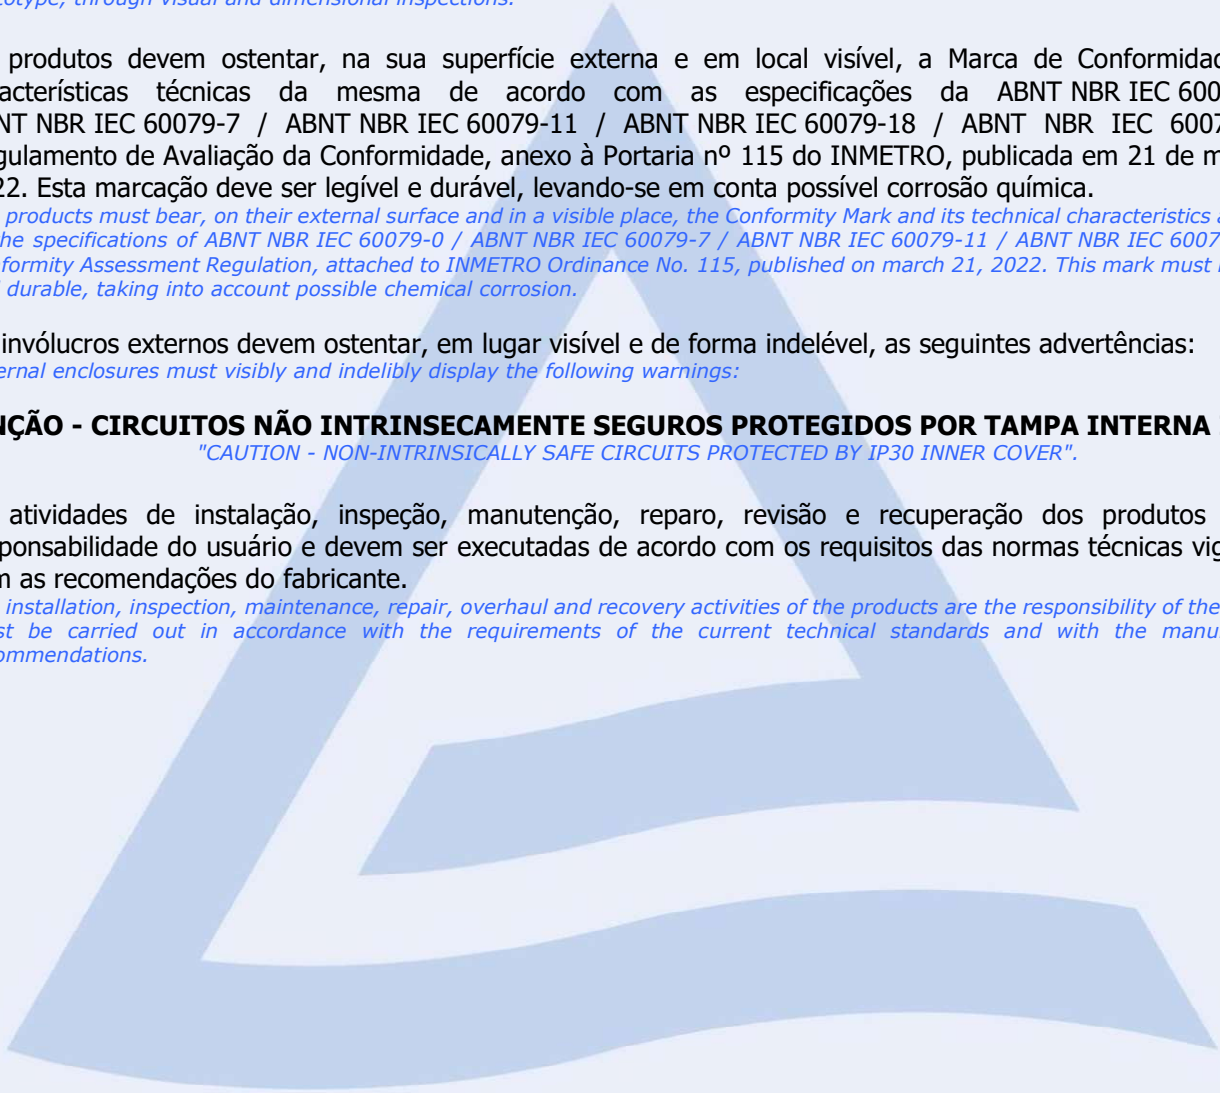 totype, through visual and dimensional inspections.
produtos devem ostentar, na sua superfície externa e em local visível, a Marca de Conformidad
acterísticas técnicas da mesma de acordo com as especificações da ABNT NBR IEC 600
NT NBR IEC 60079-7 / ABNT NBR IEC 60079-11 / ABNT NBR IEC 60079-18 / ABNT NBR IEC 6007
gulamento de Avaliação da Conformidade, anexo à Portaria nº 115 do INMETRO, publicada em 21 de m
22. Esta marcação deve ser legível e durável, levando-se em conta possível corrosão química.
products must bear, on their external surface and in a visible place, the Conformity Mark and its technical characteristics a
he specifications of ABNT NBR IEC 60079-0 / ABNT NBR IEC 60079-7 / ABNT NBR IEC 60079-11 / ABNT NBR IEC 6007
formity Assessment Regulation, attached to INMETRO Ordinance No. 115, published on march 21, 2022. This mark must
durable, taking into account possible chemical corrosion.
invólucros externos devem ostentar, em lugar visível e de forma indelével, as seguintes advertências:
ernal enclosures must visibly and indelibly display the following warnings:
NÇÃO - CIRCUITOS NÃO INTRINSECAMENTE SEGUROS PROTEGIDOS POR TAMPA INTERNA
"CAUTION - NON-INTRINSICALLY SAFE CIRCUITS PROTECTED BY IP30 INNER COVER".
atividades de instalação, inspeção, manutenção, reparo, revisão e recuperação dos produtos
ponsabilidade do usuário e devem ser executadas de acordo com os requisitos das normas técnicas vig
m as recomendações do fabricante.
installation, inspection, maintenance, repair, overhaul and recovery activities of the products are the responsibility of the
st be carried out in accordance with the requirements of the current technical standards and with the manu
ommendations.